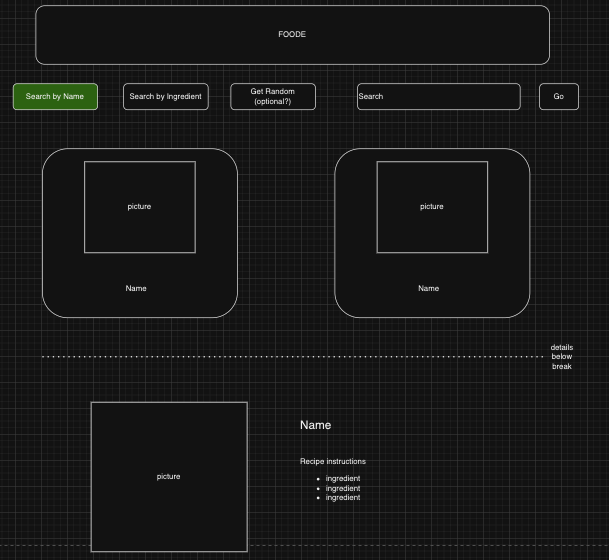 FOODE
Search by Name
Search by Ingredient
Get Random
(optional?)
Search
Go
picture
picture
Name
Name
details
below
break
picture
Name
Recipe instructions
• ingredient
• ingredient
• ingredient